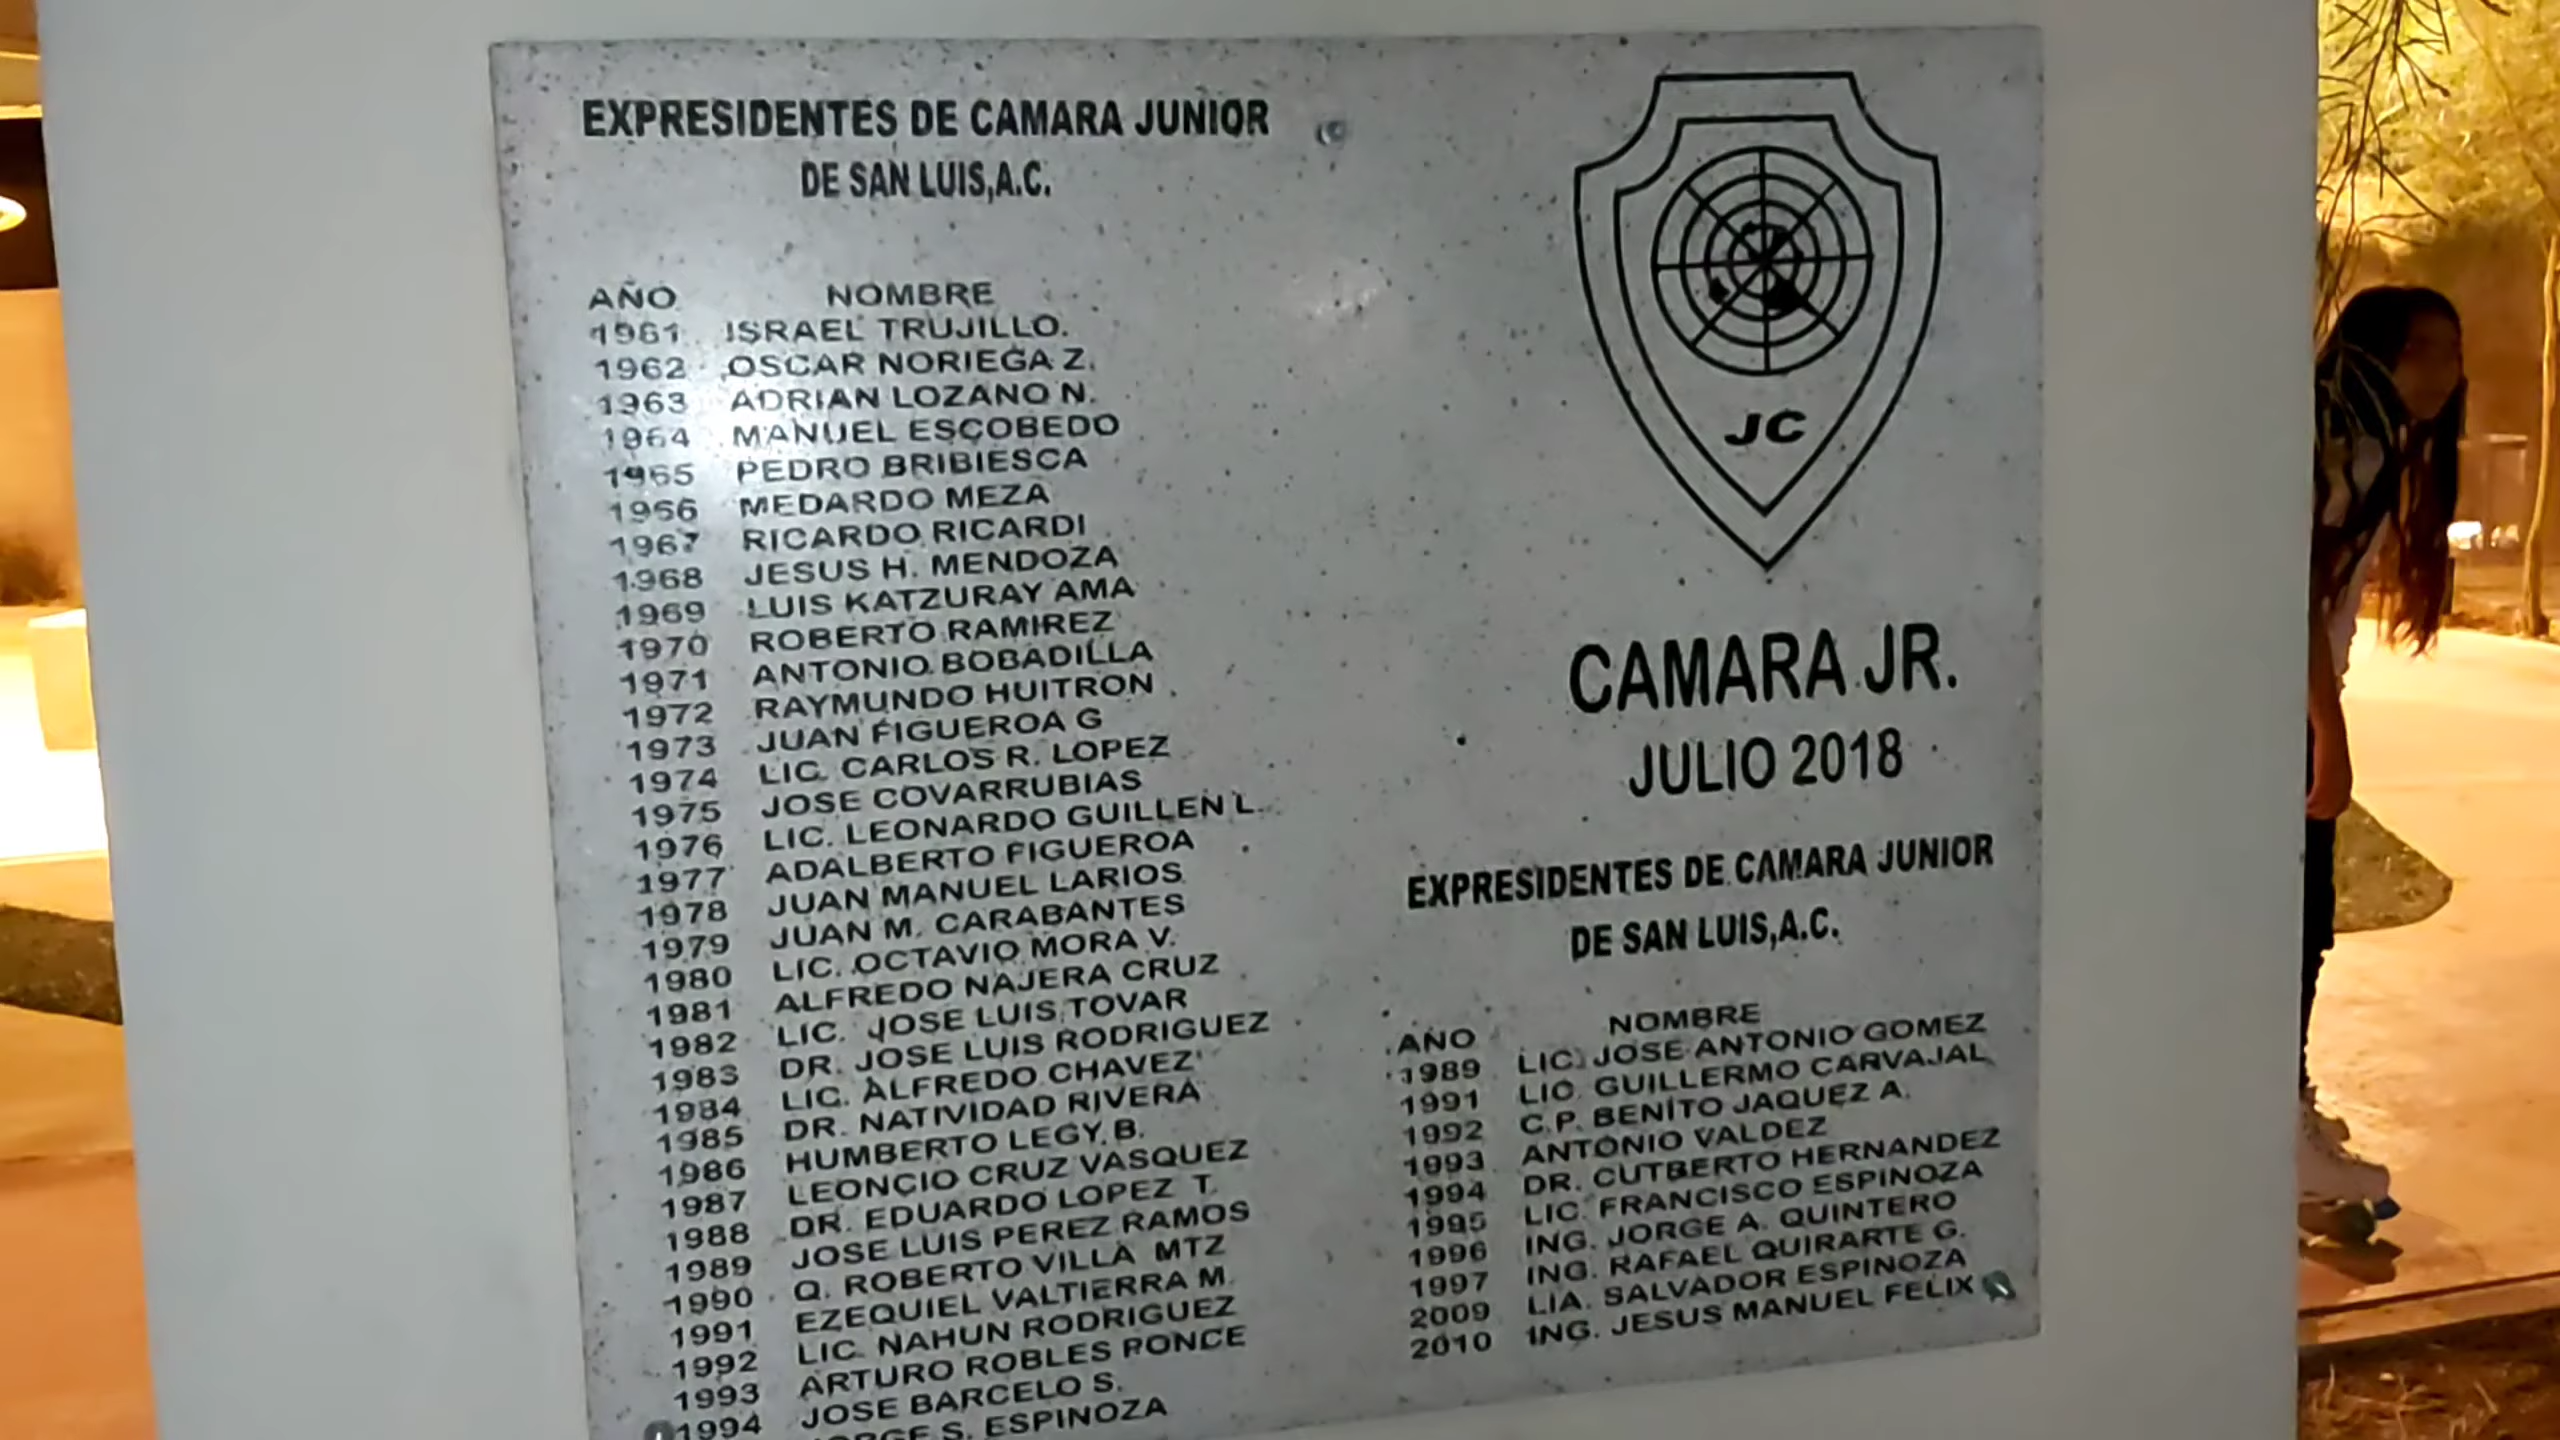 EXPRESIDENTES DE CAMARA JUNIOR
DE SAN LUIS,A.C.
AÑO NOMBRE
1961 ISRAEL TRUJILLO.
1962 OSCAR NORIEGA Z.
1963 ADRIAN LOZANO N.
1964 MANUEL ESCOBEDO
1965 PEDRO BRIBIESCA
1966 MEDARDO MEZA
1967 RICARDO RICARDI
1968 JESUS H. MENDOZA
1969 LUIS KATZURAY AMA
1970 ROBERTO RAMIREZ
1971 ANTONIO BOBADILLA
1972 RAYMUNDO HUITRON
1973 JUAN FIGUEROA G
1974 LIC. CARLOS R. LOPEZ
1975 JOSE COVARRUBIAS
1976 LIC. LEONARDO GUILLEN L.
1977 ADALBERTO FIGUEROA
1978 JUAN MANUEL LARIOS
1979 JUAN M. CARABANTES
1980 LIC. OCTAVIO MORA V.
1981 ALFREDO NAJERA CRUZ
1982 LIC. JOSE LUIS TOVAR
1983 DR. JOSE LUIS RODRIGUEZ
1984 LIC. ALFREDO CHAVEZ
1985 DR. NATIVIDAD RIVERA
1986 HUMBERTO LEGY B.
1987 LEONCIO CRUZ VASQUEZ
1988 DR. EDUARDO LOPEZ T.
1989 JOSE LUIS PEREZ RAMOS
1990 Q. ROBERTO VILLA MTZ
1991 EZEQUIEL VALTIERRA M.
1992 LIC. NAHUN RODRIGUEZ
1993 ARTURO ROBLES PONCE
1994 JOSE BARCELO S.
S. ESPINOZA
JC
CAMARA JR.
JULIO 2018
EXPRESIDENTES DE CAMARA JUNIOR
DE SAN LUIS,A.C.
AÑO NOMBRE
1989 LIC. JOSE ANTONIO GOMEZ
1991 LIC. GUILLERMO CARVAJAL
1992 C.P. BENITO JAQUEZ A.
1993 ANTONIO VALDEZ
1994 DR. CUTBERTO HERNANDEZ
1995 LIC. FRANCISCO ESPINOZA
1996 ING. JORGE A. QUINTERO
1997 ING. RAFAEL QUIRARTE G.
2009 LIA. SALVADOR ESPINOZA
2010 ING. JESUS MANUEL FELIX